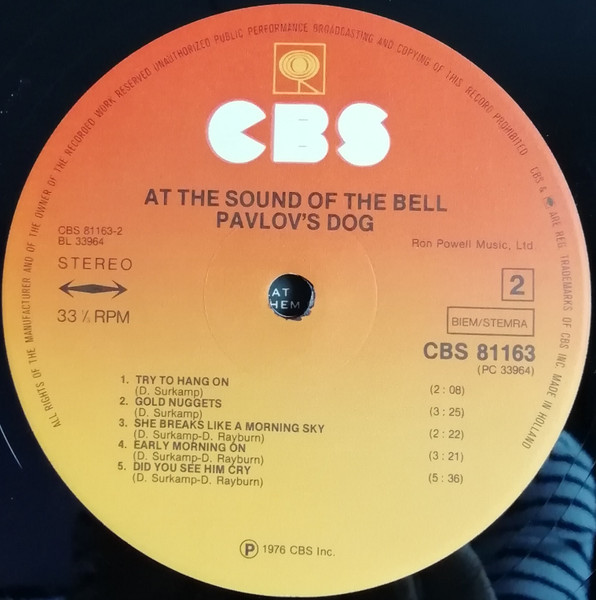 ALL RIGHTS OF THE MANUFACTURER AND OF THE OWNER OF THE RECORDED WORK RESERVED UNAUTHORIZED PUBLIC PERFORMANCE BROADCASTING AND COPYING OF THIS RECORD PROHIBITED CBS & ARE REG. TRADEMARKS OF CBS INC. MADE IN HOLLAND
CBS
AT THE SOUND OF THE BELL
PAVLOV'S DOG
CBS 81163-2
BL 33964
Ron Powell Music, Ltd
STEREO
2
33 ⅓ RPM
BIEM/STEMRA
CBS 81163
(PC 33964)
AT
HEM
1. TRY TO HANG ON (2 : 08)
(D. Surkamp)
2. GOLD NUGGETS (3 : 25)
(D. Surkamp)
3. SHE BREAKS LIKE A MORNING SKY (2 : 22)
(D. Surkamp-D. Rayburn)
4. EARLY MORNING ON (3 : 21)
(D. Surkamp-D. Rayburn)
5. DID YOU SEE HIM CRY (5 : 36)
(D. Surkamp-D. Rayburn)
Ⓟ 1976 CBS Inc.